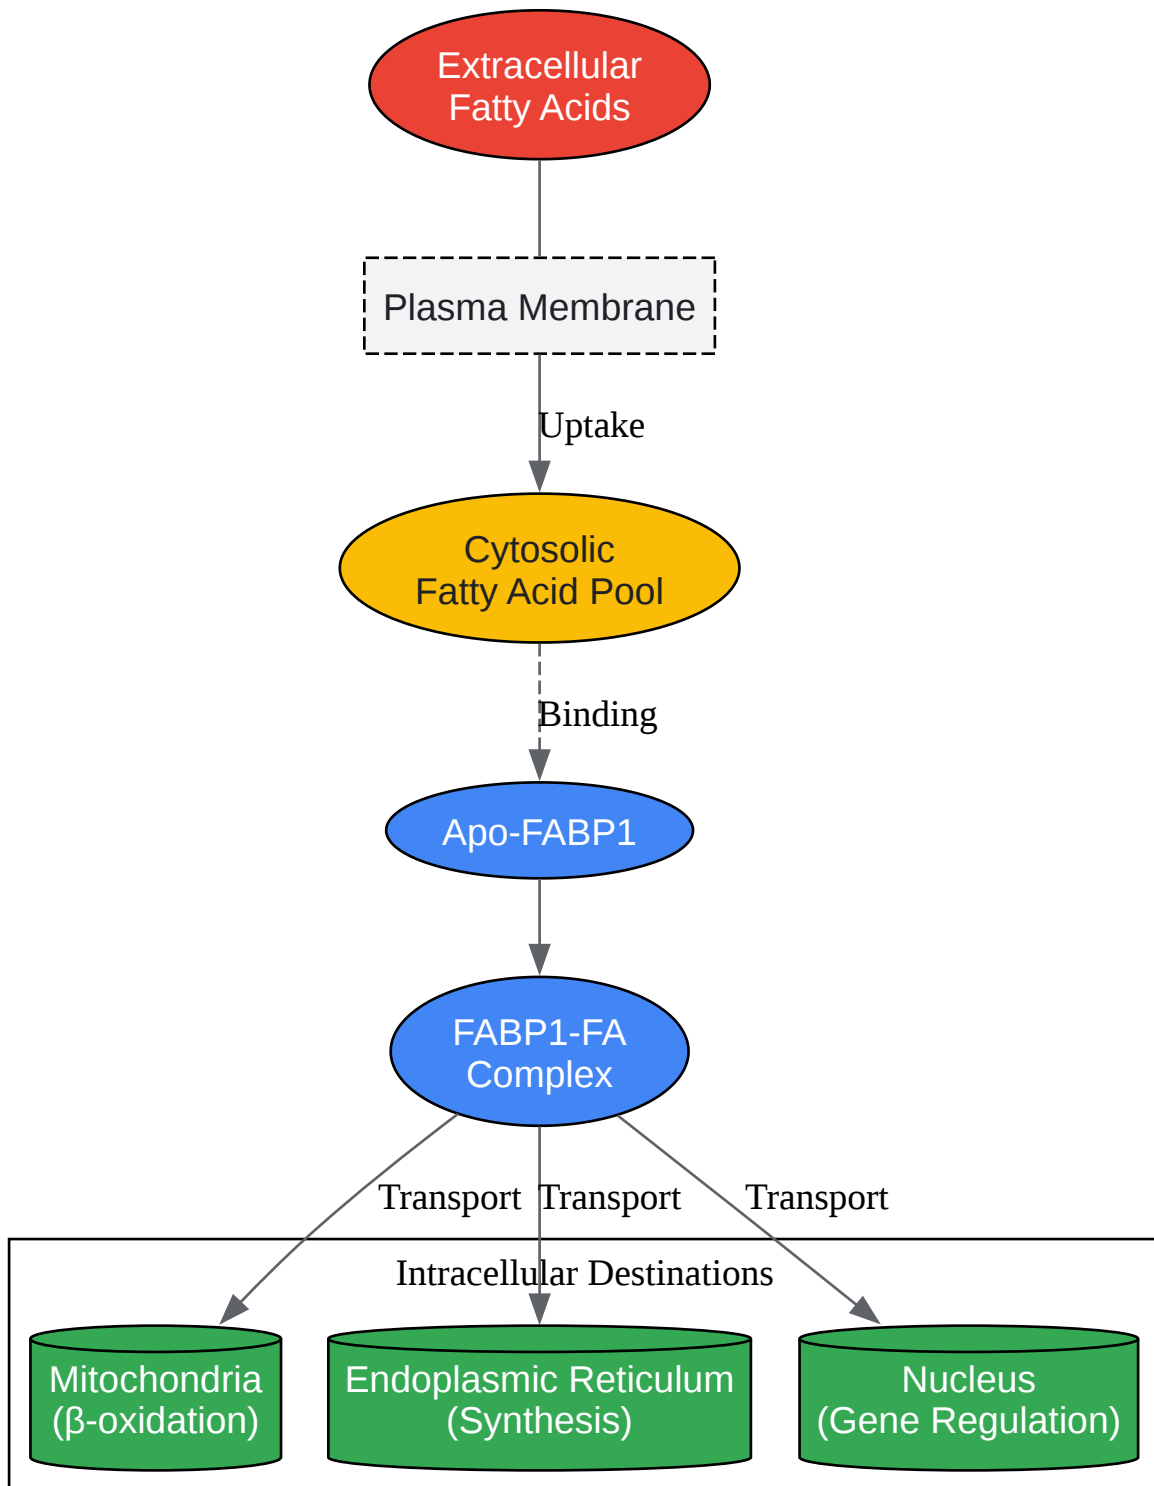 Extracellular
Fatty Acids
Plasma Membrane
Uptake
Cytosolic
Fatty Acid Pool
Binding
Apo-FABP1
FABP1-FA
Complex
Transport
Transport
Transport
Intracellular Destinations
Mitochondria
(β-oxidation)
Endoplasmic Reticulum
(Synthesis)
Nucleus
(Gene Regulation)